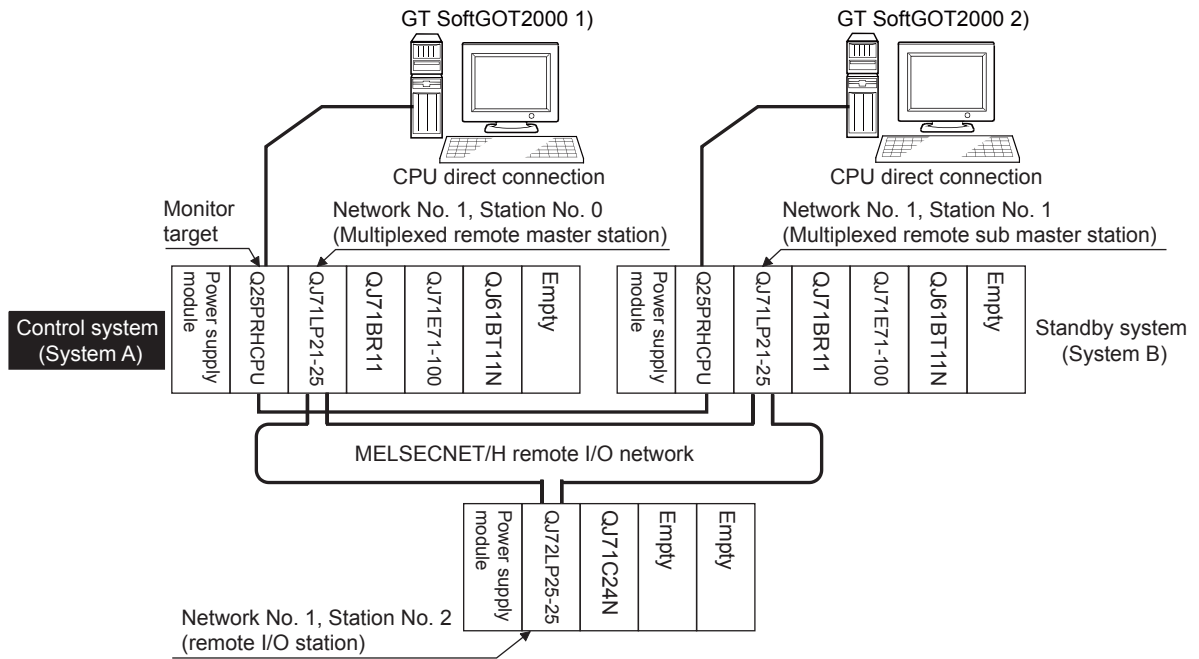 GT SoftGOT2000 1)
GT SoftGOT2000 2)
CPU direct connection
CPU direct connection
Monitor
target
Network No. 1, Station No. 0
(Multiplexed remote master station)
Network No. 1, Station No. 1
(Multiplexed remote sub master station)
Control system
(System A)
Power supply
module
Q25PRHCPU
QJ71LP21-25
QJ71BR11
QJ71E71-100
QJ61BT11N
Empty
Power supply
module
Q25PRHCPU
QJ71LP21-25
QJ71BR11
QJ71E71-100
QJ61BT11N
Empty
Standby system
(System B)
MELSECNET/H remote I/O network
Power supply
module
QJ72LP25-25
QJ71C24N
Empty
Empty
Network No. 1, Station No. 2
(remote I/O station)